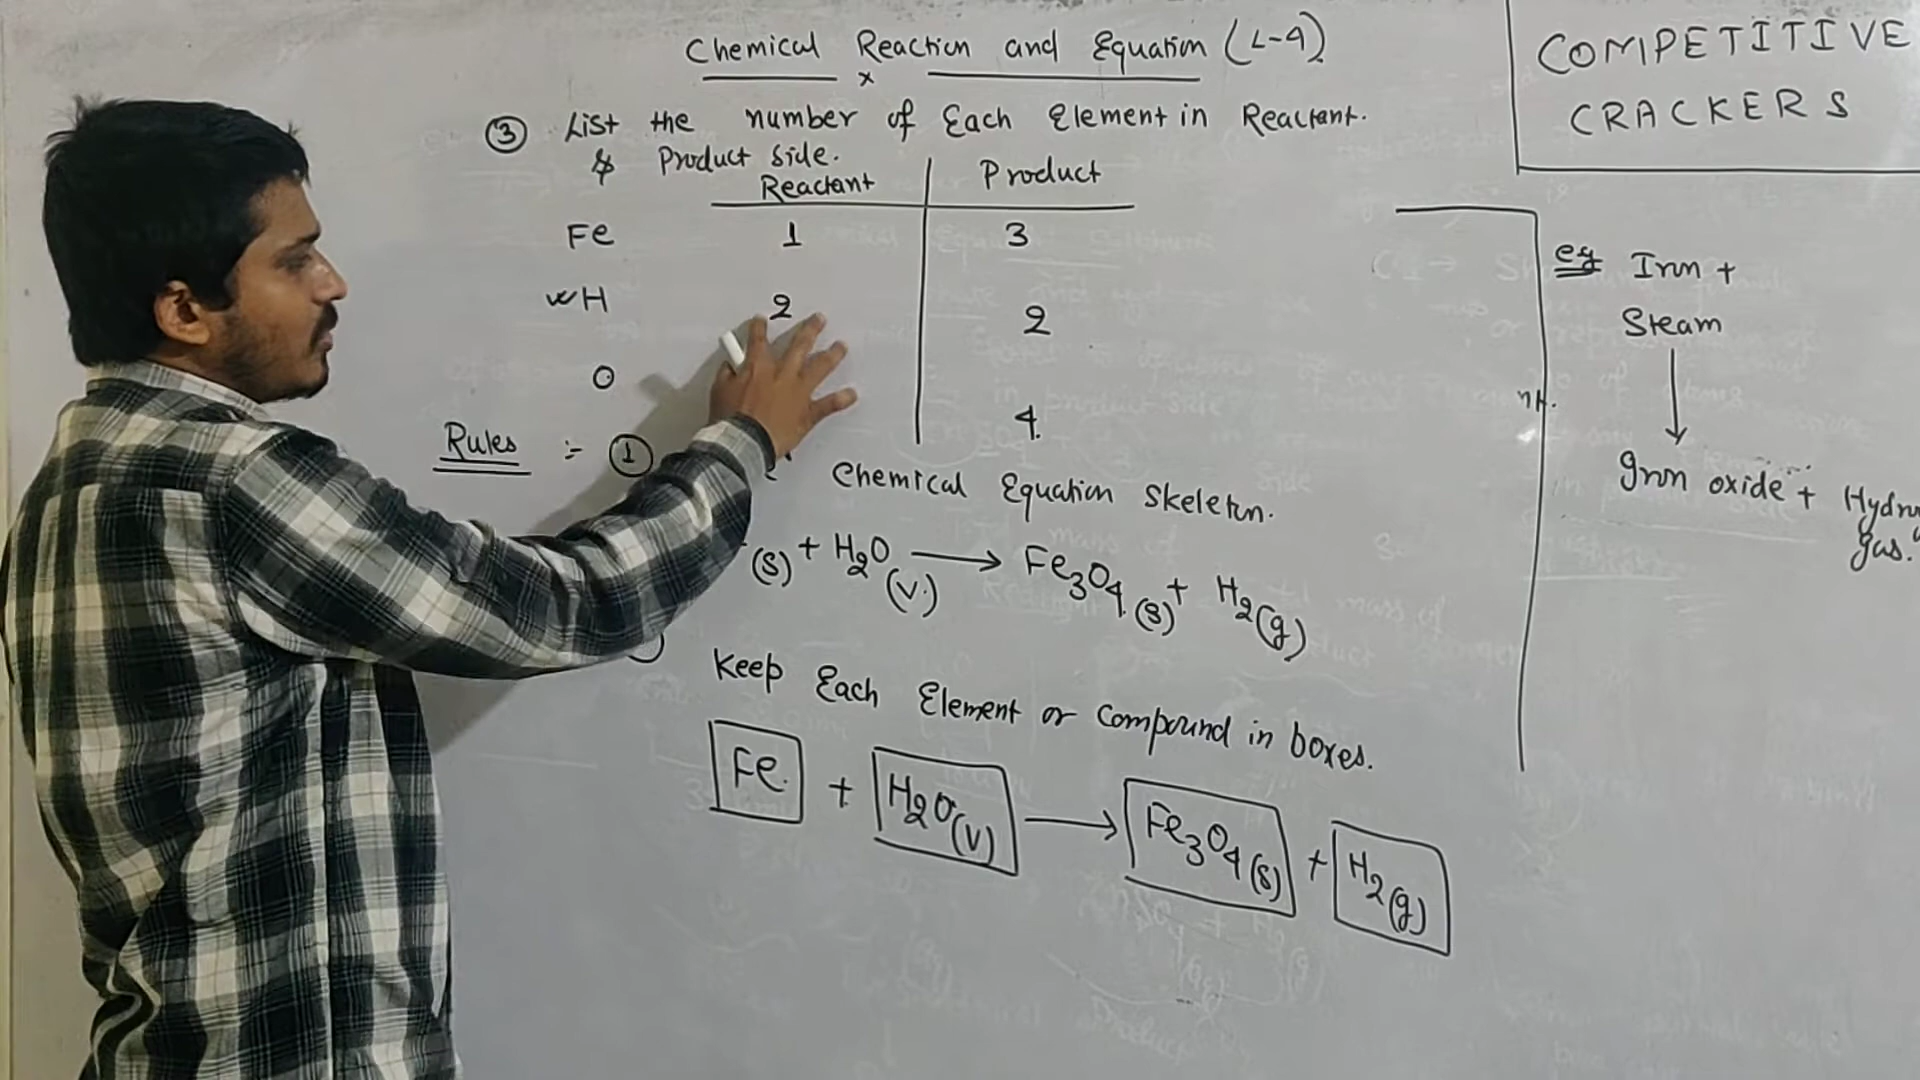 Chemical Reaction and Equation (L-4)
x
COMPETITIVE
CRACKERS
③ List the number of Each Element in Reactant.
& Product side.
Reactant Product
Fe 1 3
H 2 2
O
4
Rules :- ①
Chemical Equation Skeleton.
(s) + H2O (v.) → Fe3O4 (s) + H2(g)
Keep Each Element or compound in boxes.
Fe. + H2O(v) → Fe3O4(s) + H2(g)
eg Iron +
Steam
↓
Iron oxide + Hydro
gas.